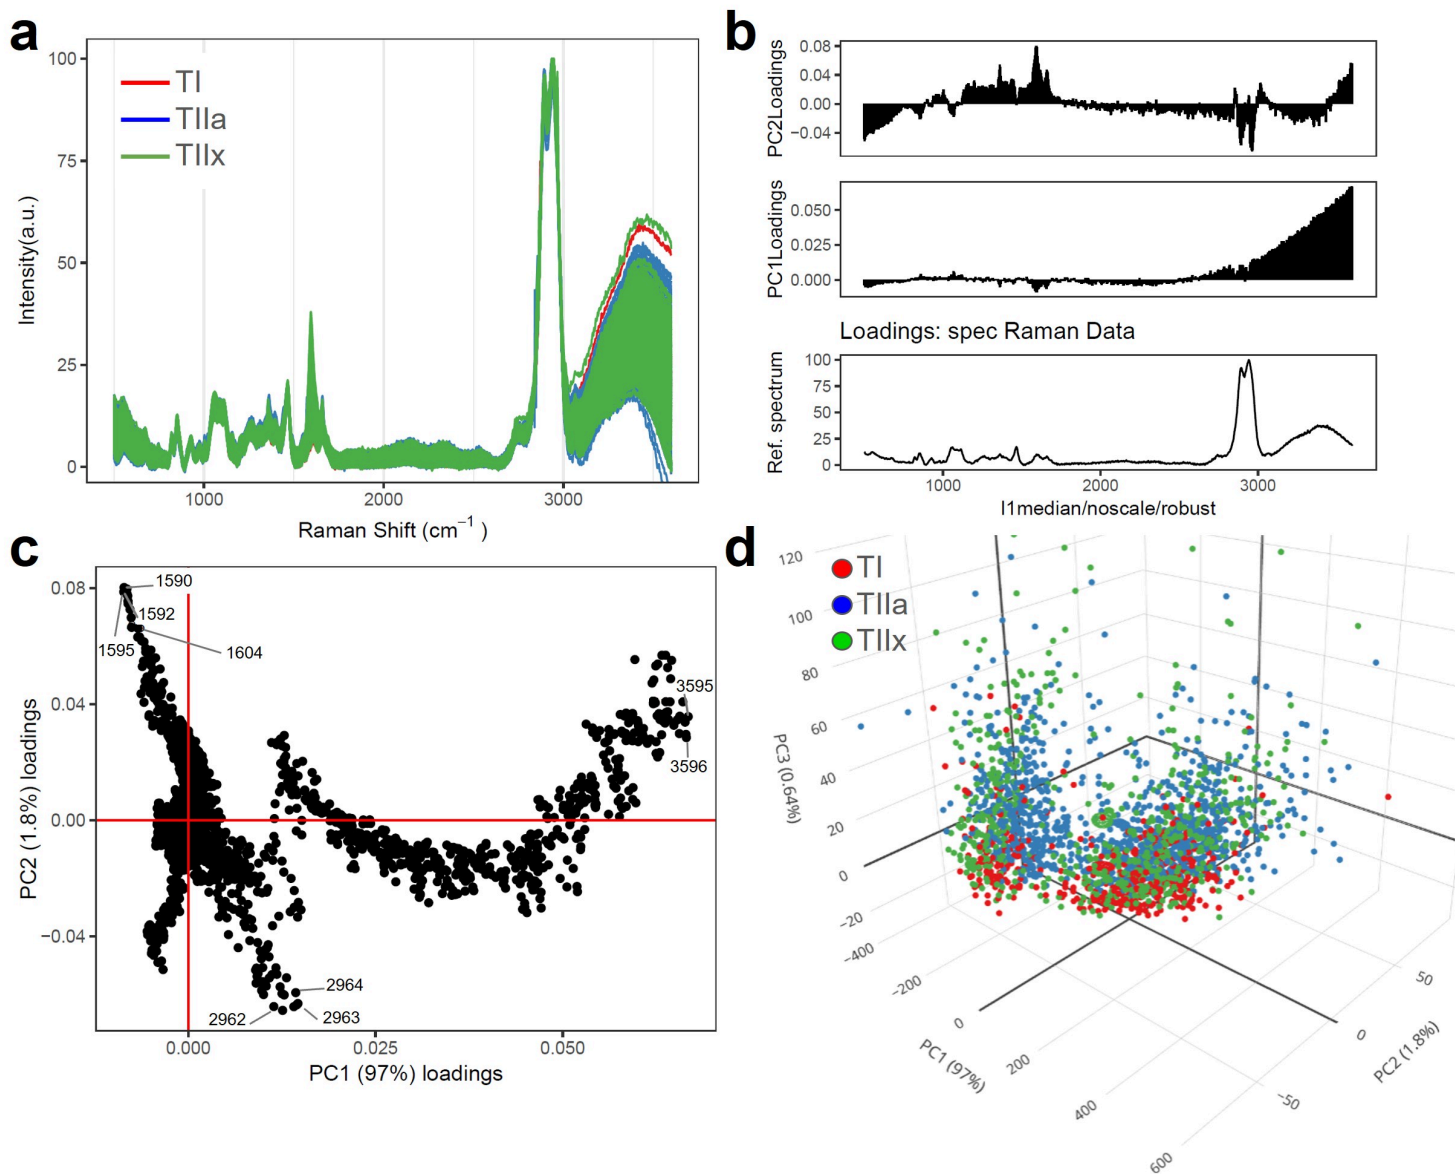 a
100
75
50
25
0
Intensity(a.u.)
TI
TIIa
TIIx
1000
2000
3000
Raman Shift (cm−1 )
b
PC2Loadings
0.08
0.04
0.00
−0.04
PC1Loadings
0.050
0.025
0.000
Loadings: spec Raman Data
Ref. spectrum
100
75
50
25
0
1000
2000
3000
l1median/noscale/robust
c
PC2 (1.8%) loadings
0.08
0.04
0.00
−0.04
1590
1592
1595
1604
3595
3596
2964
2962
2963
0.000
0.025
0.050
PC1 (97%) loadings
d
TI
TIIa
TIIx
120
100
80
60
40
20
0
−20
PC3 (0.64%)
−400
−200
0
200
400
600
PC1 (97%)
50
0
−50
PC2 (1.8%)